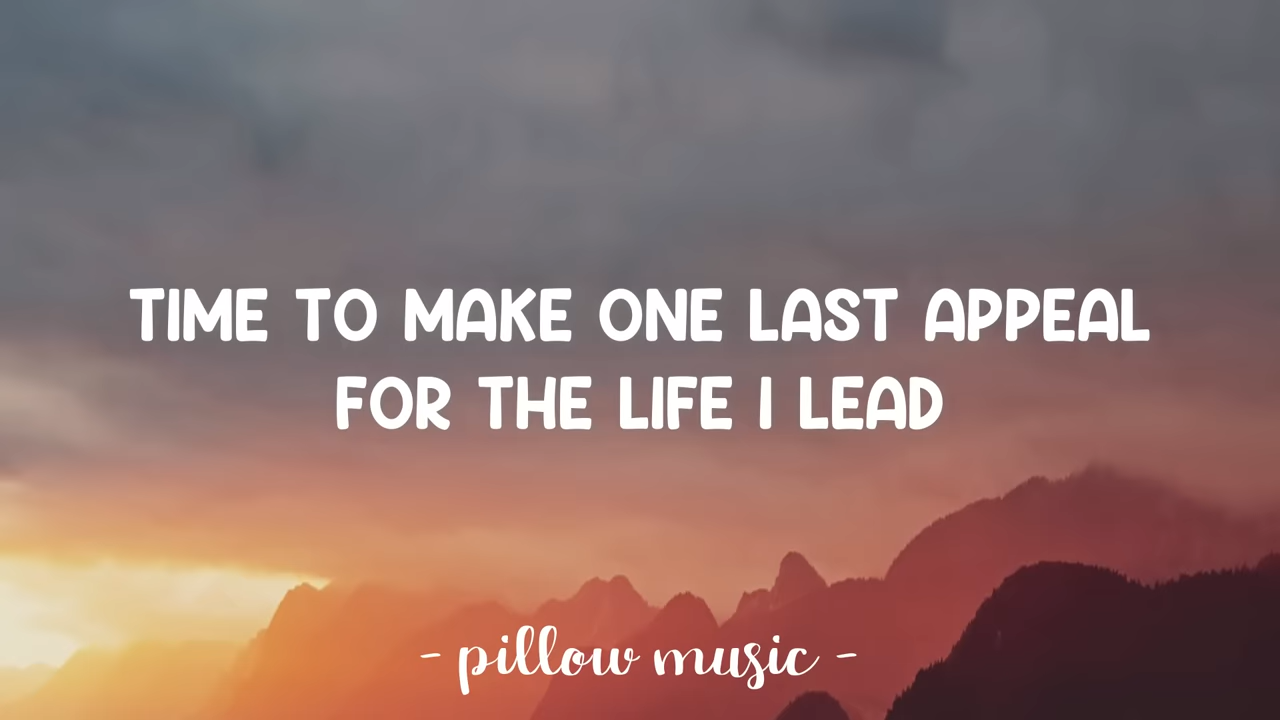 TIME TO MAKE ONE LAST APPEAL
FOR THE LIFE I LEAD
- pillow music -